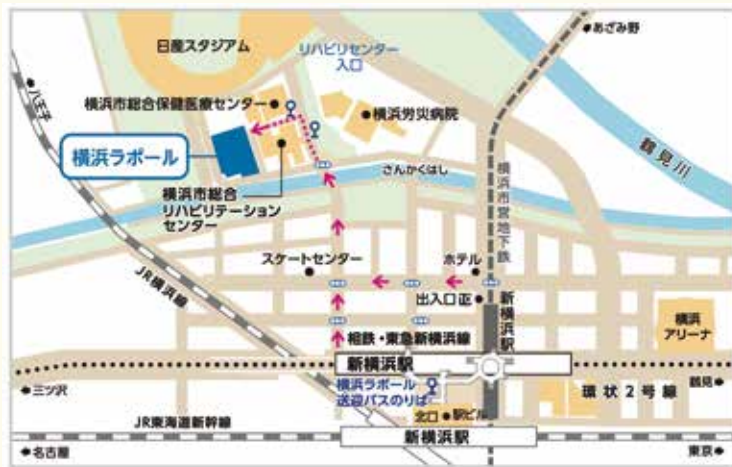 日産スタジアム
リハビリセンター
入口
あざみ野
八王子
横浜市総合保健医療センター
横浜労災病院
横浜ラポール
鶴見川
さんかくはし
横浜市営地下鉄
横浜市総合
リハビリテーション
センター
スケートセンター
ホテル
JR横浜線
出入口
新横浜駅
横浜
アリーナ
相鉄・東急新横浜線
新横浜駅
三ツ沢
横浜ラポール
送迎バスのりば
環状2号線
鶴見
北口
駅ビル
JR東海道新幹線
新横浜駅
名古屋
東京